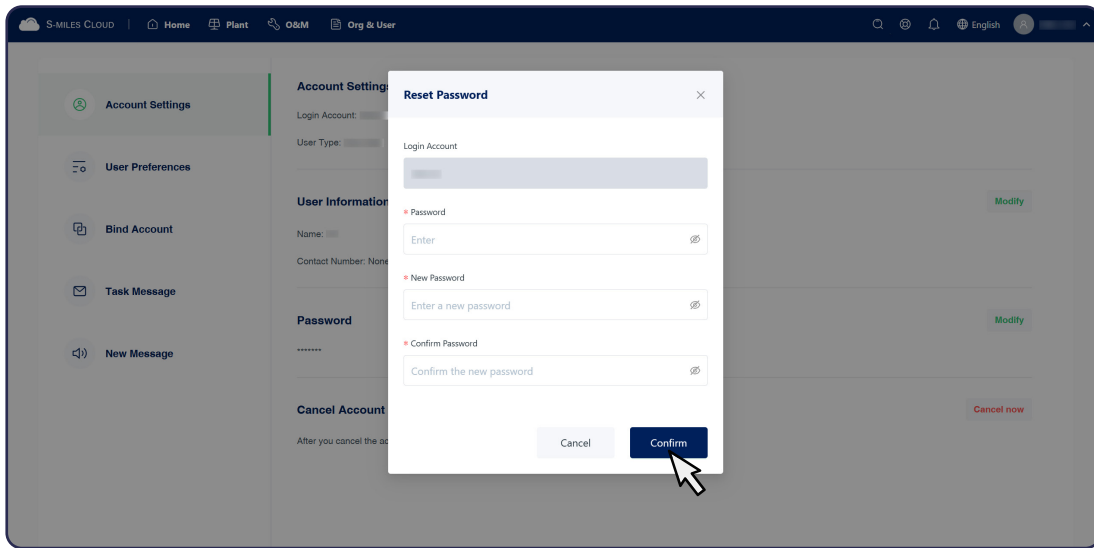 S-MILES CLOUD | Home Plant O&M Org & User English
Account Settings
User Preferences
Bind Account
Task Message
New Message
Account Setting
Login Account:
User Type:
User Information
Modify
Name:
Contact Number: None
Password
Modify
*******
Cancel Account
Cancel now
After you cancel the ac
Reset Password
Login Account
* Password
Enter
* New Password
Enter a new password
* Confirm Password
Confirm the new password
Cancel Confirm